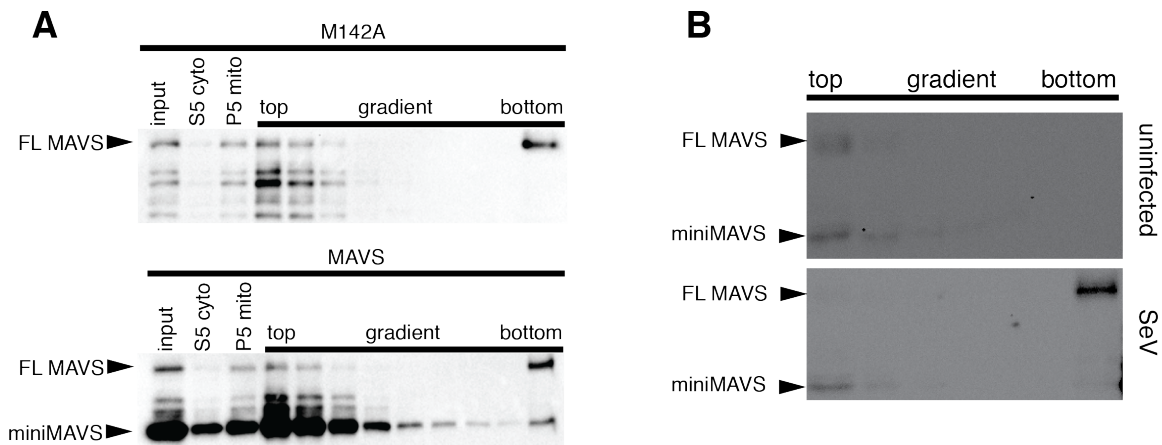 A
M142A
input
S5 cyto
P5 mito
top gradient bottom
FL MAVS
MAVS
input
S5 cyto
P5 mito
top gradient bottom
FL MAVS
miniMAVS
B
top gradient bottom
FL MAVS
miniMAVS
uninfected
FL MAVS
miniMAVS
SeV